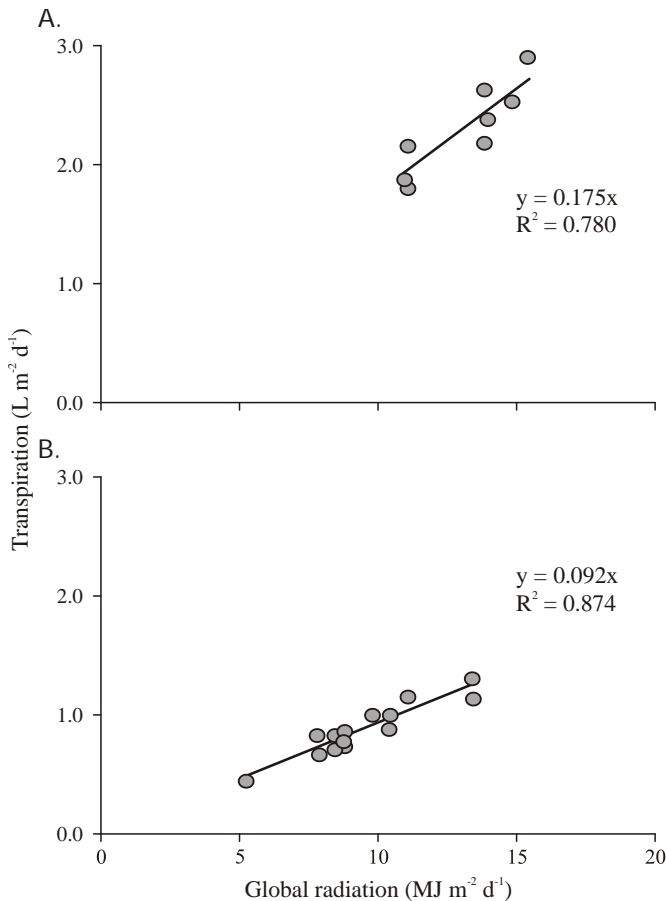 A.
3.0
2.0
y = 0.175x
R² = 0.780
1.0
0.0
Transpiration (L m⁻² d⁻¹)
B.
3.0
y = 0.092x
R² = 0.874
2.0
1.0
0.0
0 5 10 15 20
Global radiation (MJ m⁻² d⁻¹)